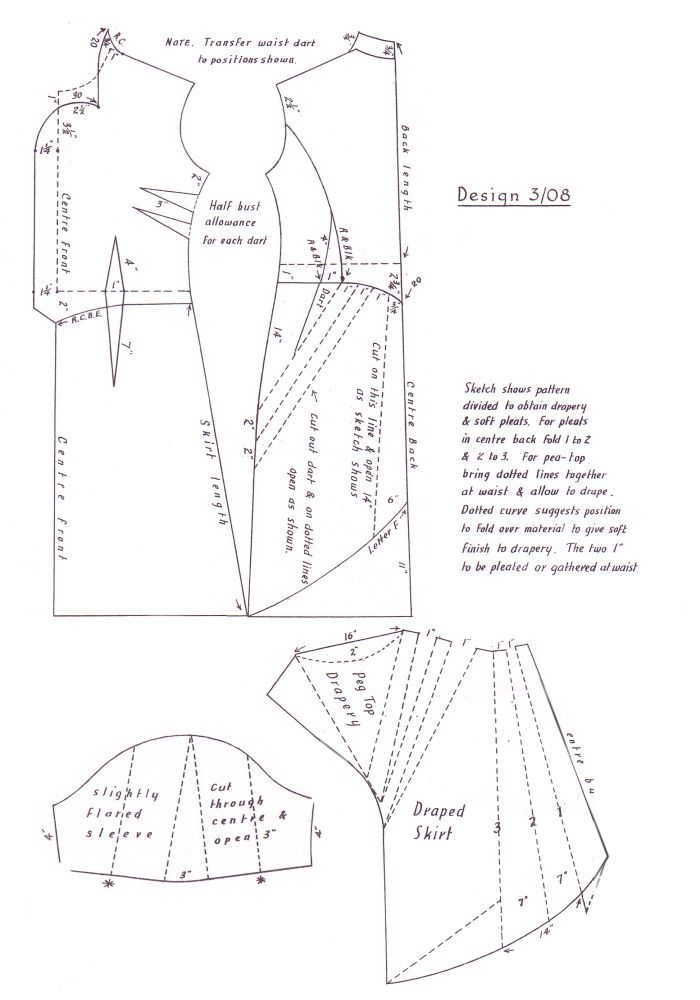 NOTE. Transfer waist dart
to positions shown.
R.C.
20
30
2½"
1"
3½"
1¼"
Centre Front
1¼"
2"
R.C.B.E.
4"
1"
7"
2"
3"
Half bust
allowance
For each dart
2½"
¾"
Back length
R&Blk
4"
R&Blk
1"
1"
Dart
2¾"
Design 3/08
14"
2"
2"
Cut on this line & open 14"
as sketch shows
Cut out dart & on dotted lines
open as shown.
Centre Back
6"
Letter F
11"
Skirt length
Centre Front
Sketch shows pattern
divided to obtain drapery
& soft pleats. For pleats
in centre back fold 1 to 2
& 2 to 3. For pea-top
bring dotted lines together
at waist & allow to drape.
Dotted curve suggests position
to fold over material to give soft
finish to drapery. The two 1"
to be pleated or gathered at waist.
16"
2"
1"
1"
1"
1"
Peg Top
Drapery
entre
Draped
Skirt
3
2
1
7"
7"
14"
slightly
Flared
sleeve
Cut
through
centre &
open 3"
4"
4"
3"